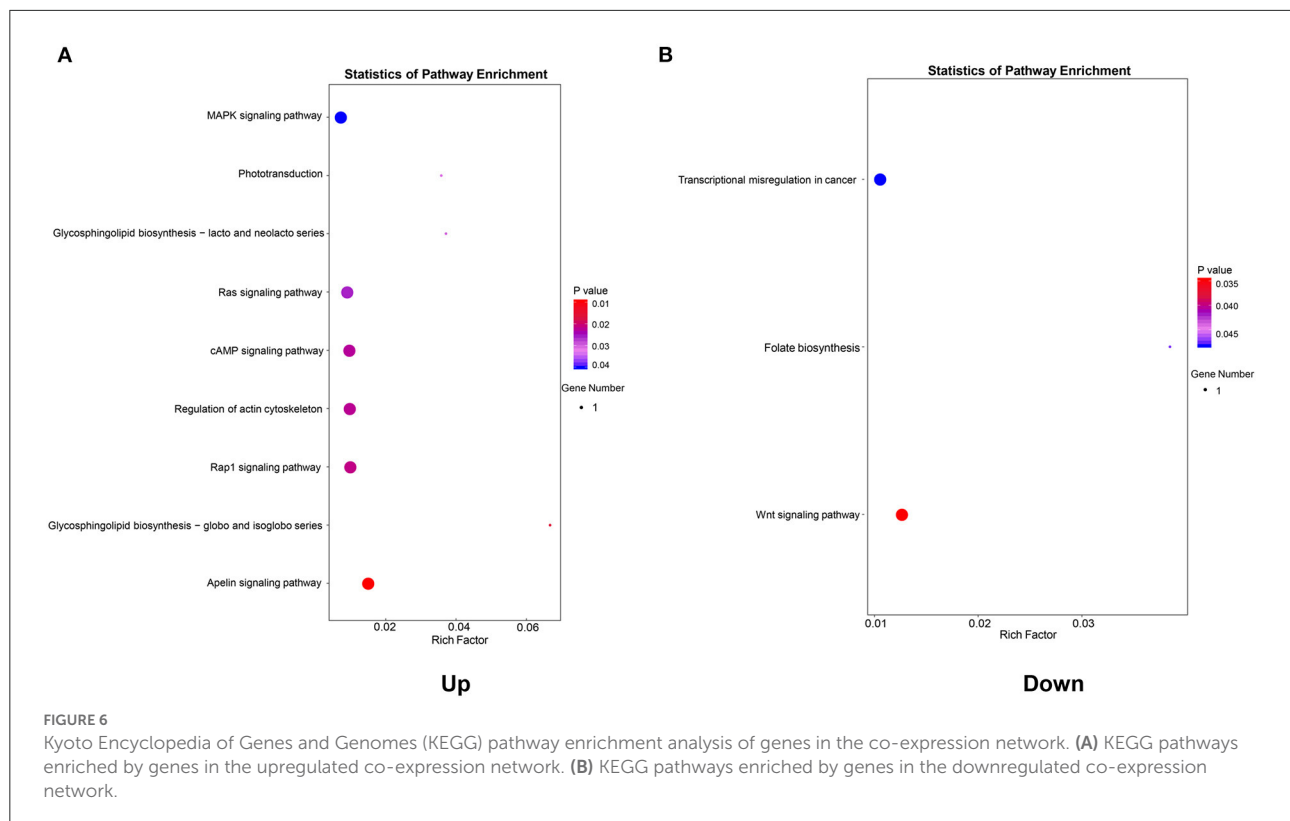 A
Statistics of Pathway Enrichment
MAPK signaling pathway
Phototransduction
Glycosphingolipid biosynthesis − lacto and neolacto series
Ras signaling pathway
cAMP signaling pathway
Regulation of actin cytoskeleton
Rap1 signaling pathway
Glycosphingolipid biosynthesis − globo and isoglobo series
Apelin signaling pathway
0.02
0.04
0.06
Rich Factor
P value
0.01
0.02
0.03
0.04
Gene Number
1
Up
B
Statistics of Pathway Enrichment
Transcriptional misregulation in cancer
Folate biosynthesis
Wnt signaling pathway
0.01
0.02
0.03
Rich Factor
P value
0.035
0.040
0.045
Gene Number
1
Down
FIGURE 6
Kyoto Encyclopedia of Genes and Genomes (KEGG) pathway enrichment analysis of genes in the co-expression network. (A) KEGG pathways
enriched by genes in the upregulated co-expression network. (B) KEGG pathways enriched by genes in the downregulated co-expression
network.